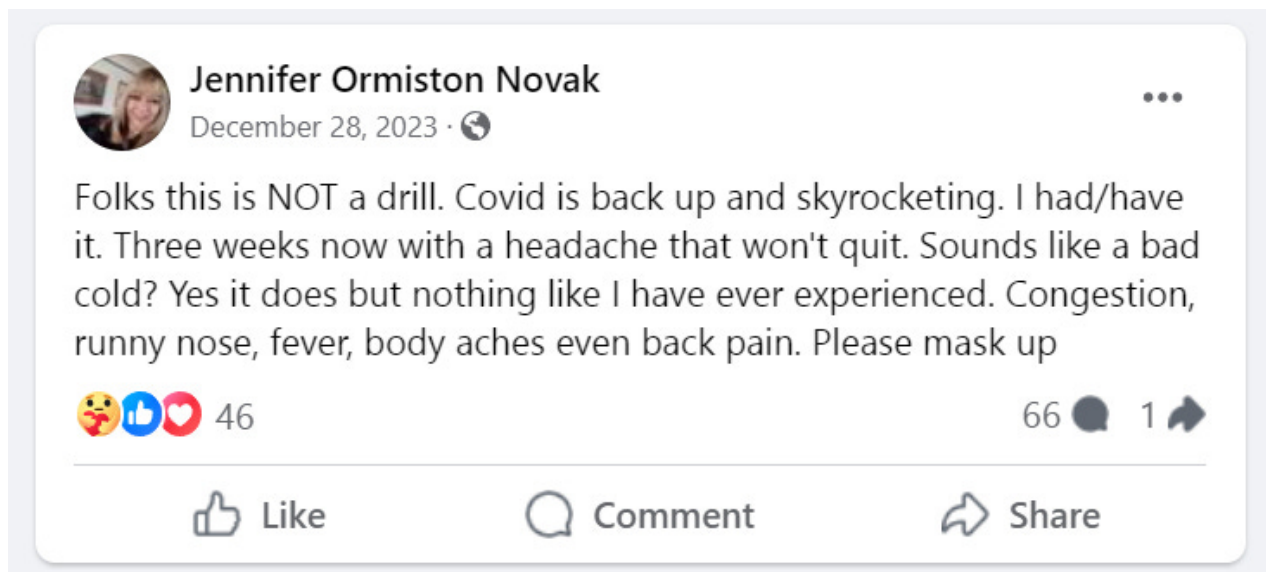 Jennifer Ormiston Novak
December 28, 2023 ·
Folks this is NOT a drill. Covid is back up and skyrocketing. I had/have
it. Three weeks now with a headache that won't quit. Sounds like a bad
cold? Yes it does but nothing like I have ever experienced. Congestion,
runny nose, fever, body aches even back pain. Please mask up
46 66 1
Like Comment Share